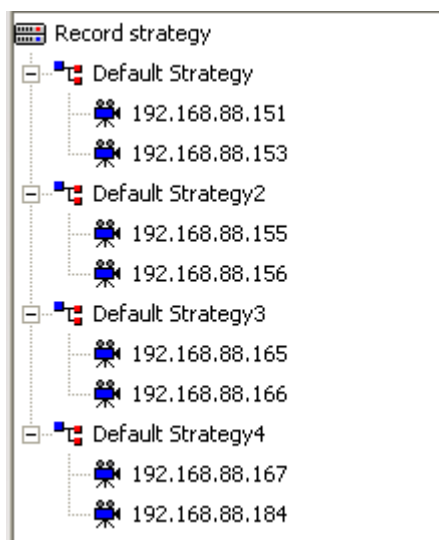 Record strategy
Default Strategy
192.168.88.151
192.168.88.153
Default Strategy2
192.168.88.155
192.168.88.156
Default Strategy3
192.168.88.165
192.168.88.166
Default Strategy4
192.168.88.167
192.168.88.184